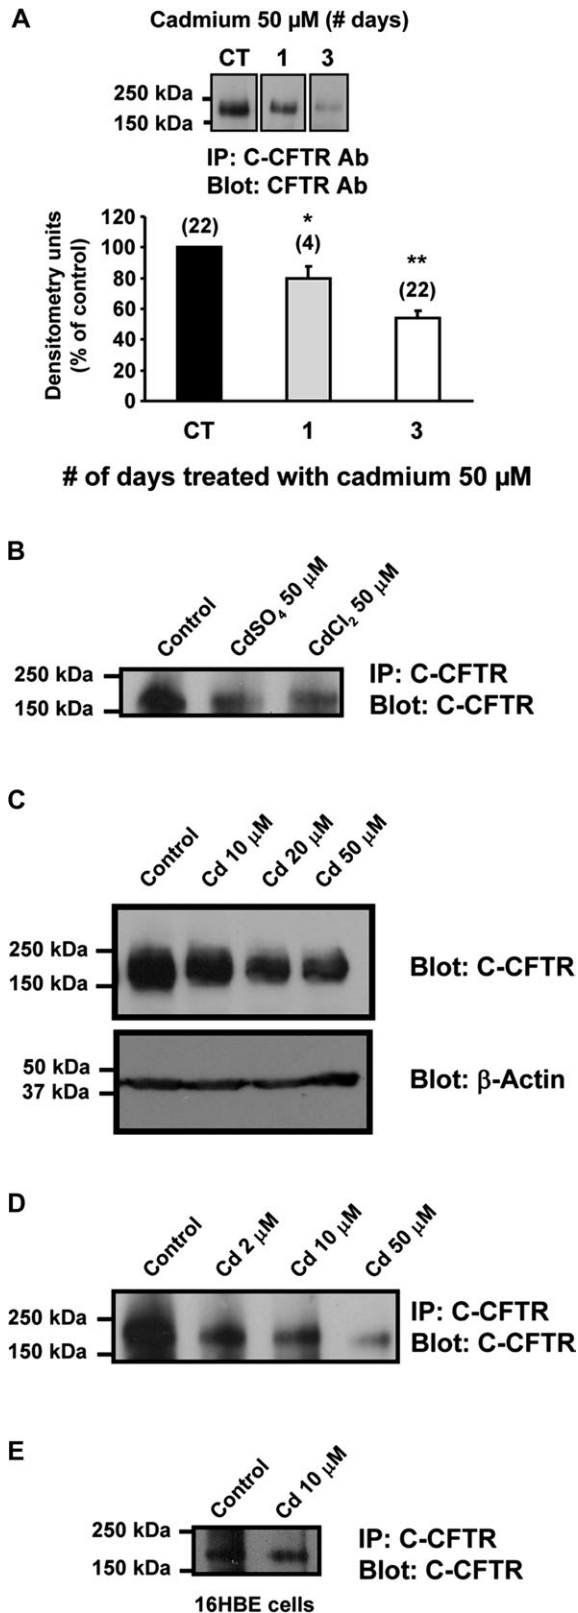 A
Cadmium 50 µM (# days)
CT 1 3
250 kDa
150 kDa
IP: C-CFTR Ab
Blot: CFTR Ab
Densitometry units
(% of control)
120
100
80
60
40
20
0
(22)
*
(4)
**
(22)
CT 1 3
# of days treated with cadmium 50 µM
B
Control CdSO₄ 50 µM CdCl₂ 50 µM
250 kDa
150 kDa
IP: C-CFTR
Blot: C-CFTR
C
Control Cd 10 µM Cd 20 µM Cd 50 µM
250 kDa
150 kDa
Blot: C-CFTR
50 kDa
37 kDa
Blot: β-Actin
D
Control Cd 2 µM Cd 10 µM Cd 50 µM
250 kDa
150 kDa
IP: C-CFTR
Blot: C-CFTR
E
Control Cd 10 µM
250 kDa
150 kDa
IP: C-CFTR
Blot: C-CFTR
16HBE cells